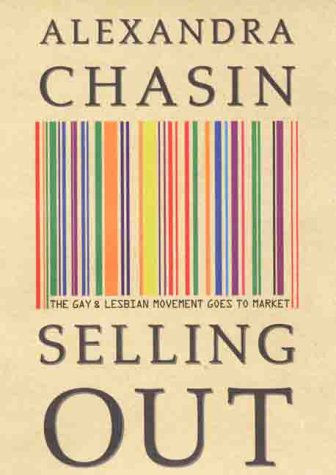 ALEXANDRA
CHASIN
THE GAY & LESBIAN MOVEMENT GOES TO MARKET
SELLING
OUT